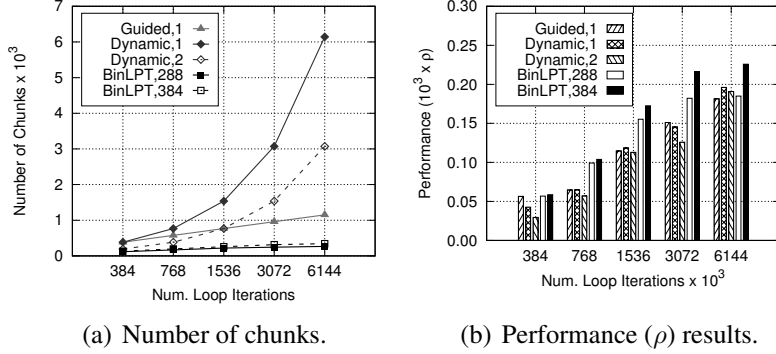 Guided,1
Dynamic,1
Dynamic,2
BinLPT,288
BinLPT,384
7
6
5
4
3
2
1
0
Number of Chunks x 10³
384 768 1536 3072 6144
Num. Loop Iterations
(a) Number of chunks.
Guided,1
Dynamic,1
Dynamic,2
BinLPT,288
BinLPT,384
0.30
0.25
0.20
0.15
0.10
0.05
0.00
Performance (10³ x ρ)
384 768 1536 3072 6144
Num. Loop Iterations x 10³
(b) Performance (ρ) results.